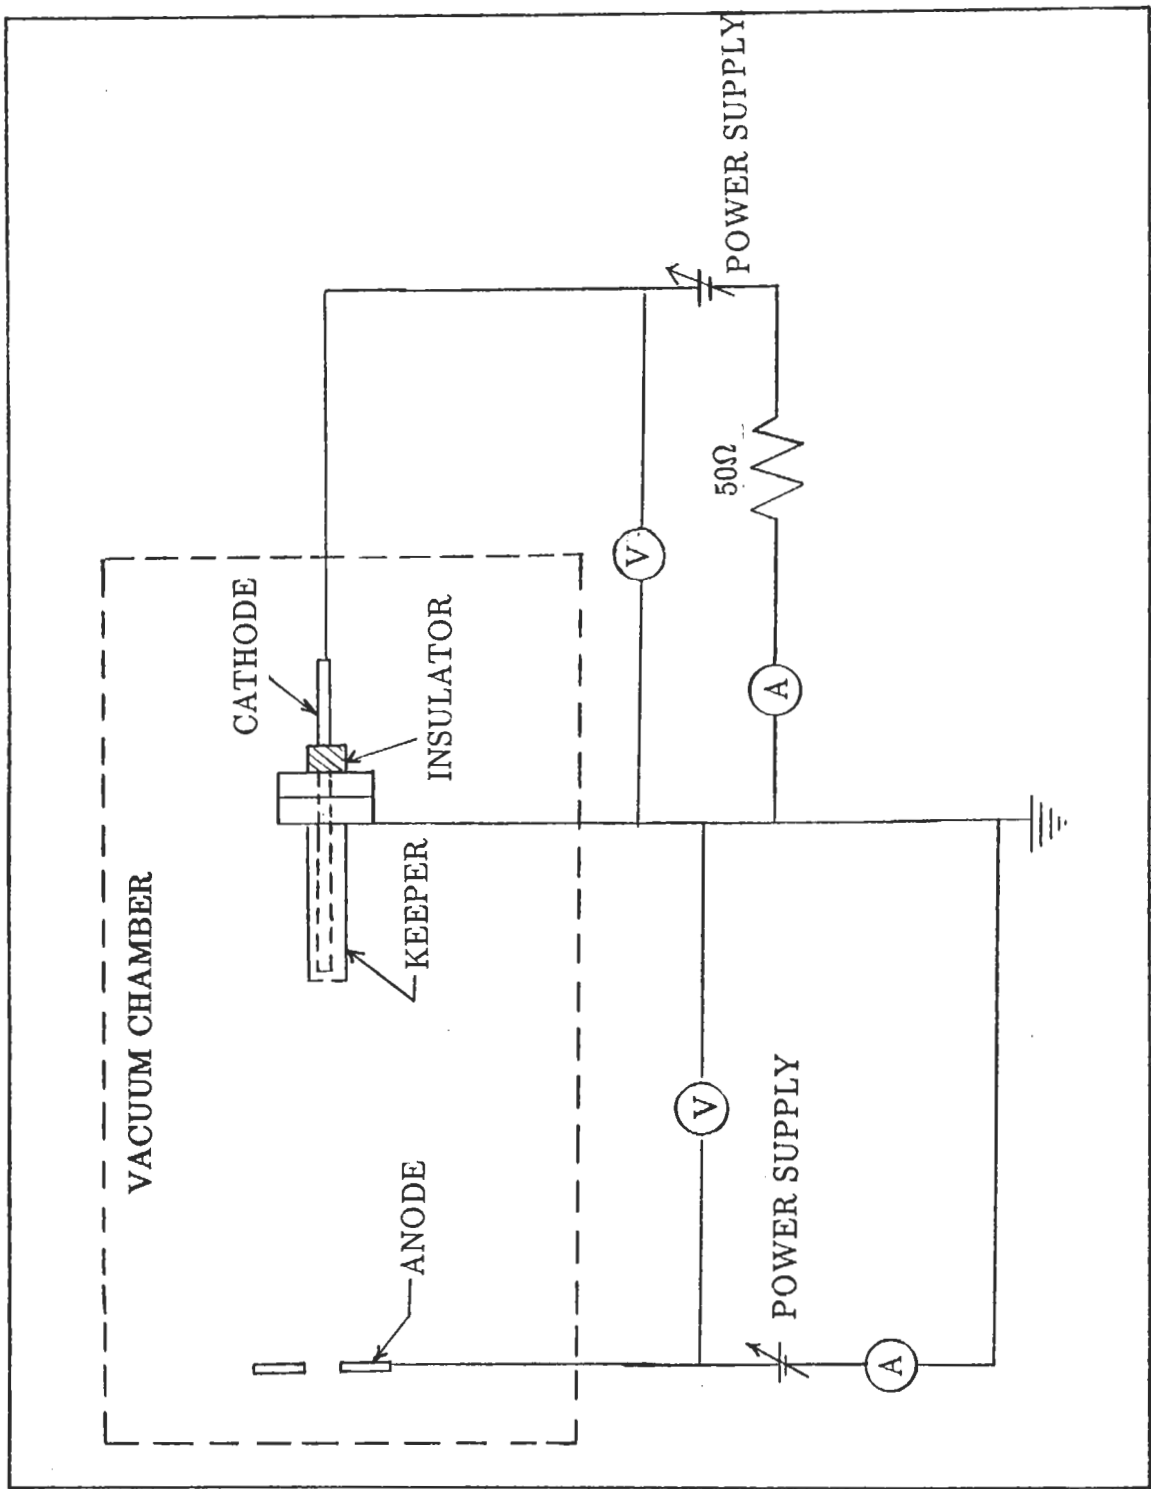 VACUUM CHAMBER
CATHODE
INSULATOR
KEEPER
ANODE
V
50Ω
POWER SUPPLY
A
V
POWER SUPPLY
A